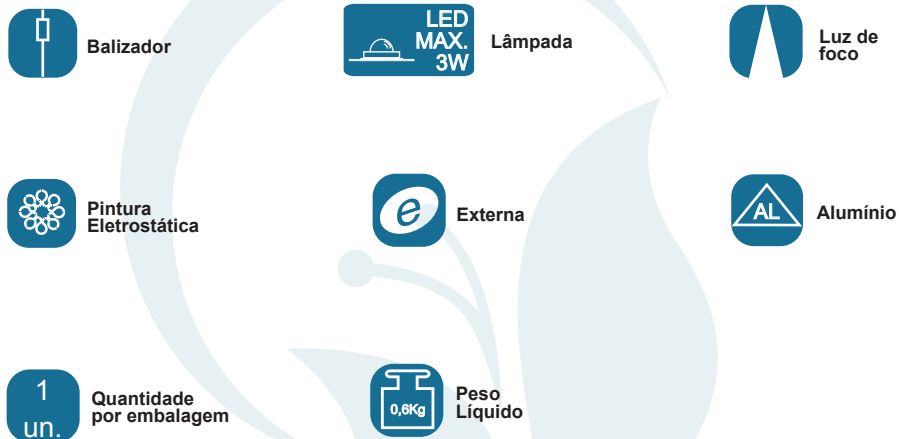 Balizador
LED
MAX.
3W
Lâmpada
Luz de
foco
Pintura
Eletrostática
e
Externa
AL
Alumínio
1
un.
Quantidade
por embalagem
0,6Kg
Peso
Líquido